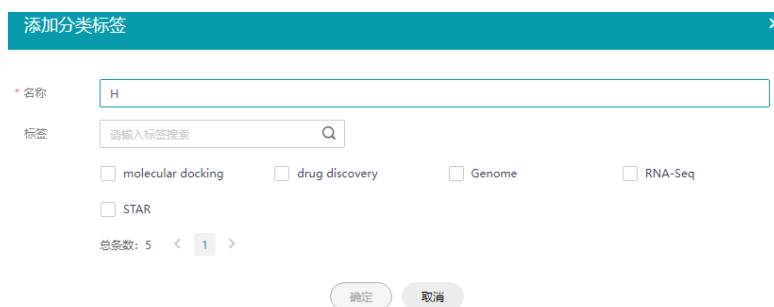 添加分类标签
* 名称 H
标签 请输入标签搜索
molecular docking drug discovery Genome RNA-Seq
STAR
总条数: 5 < 1 >
确定 取消